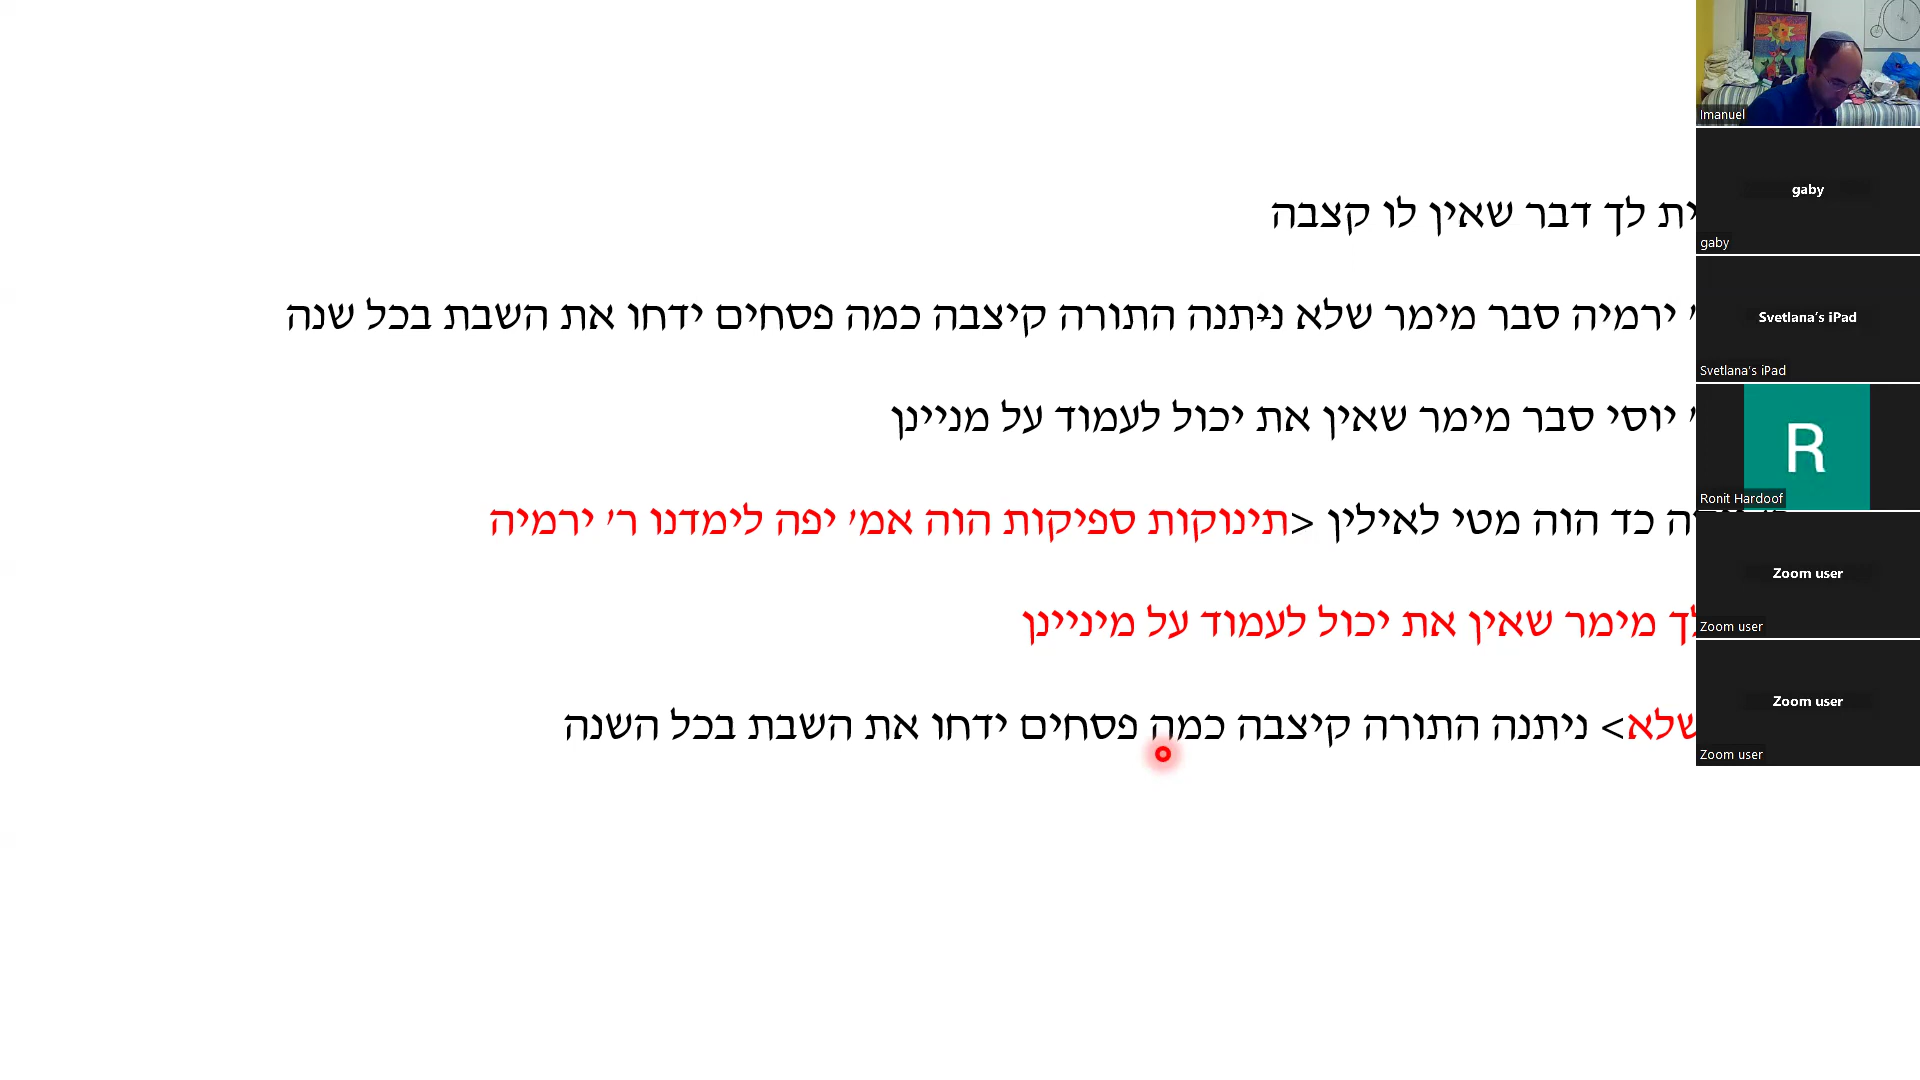 לך דבר שאין לו קצבה
ירמיה סבר מימר שלא ניתנה התורה קיצבה כמה פסחים ידחו את השבת בכל שנה
יוסי סבר מימר שאין את יכול לעמוד על מניינן
כד הוה מטי לאילין <תינוקות ספיקות הוה אמ׳ יפה לימדנו ר׳ ירמיה
מימר שאין את יכול לעמוד על מיניינן
שלא> ניתנה התורה קיצבה כמה פסחים ידחו את השבת בכל השנה
Imanuel
gaby
gaby
Svetlana's iPad
Svetlana's iPad
R
Ronit Hardoof
Zoom user
Zoom user
Zoom user
Zoom user